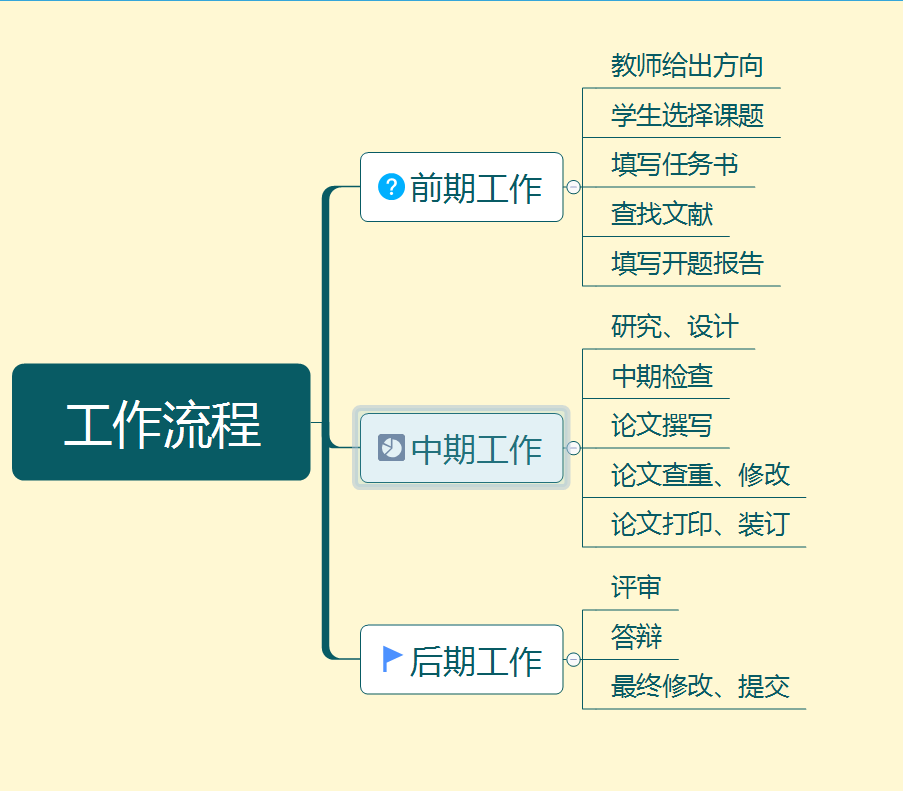 工作流程
前期工作
教师给出方向
学生选择课题
填写任务书
查找文献
填写开题报告
中期工作
研究、设计
中期检查
论文撰写
论文查重、修改
论文打印、装订
后期工作
评审
答辩
最终修改、提交